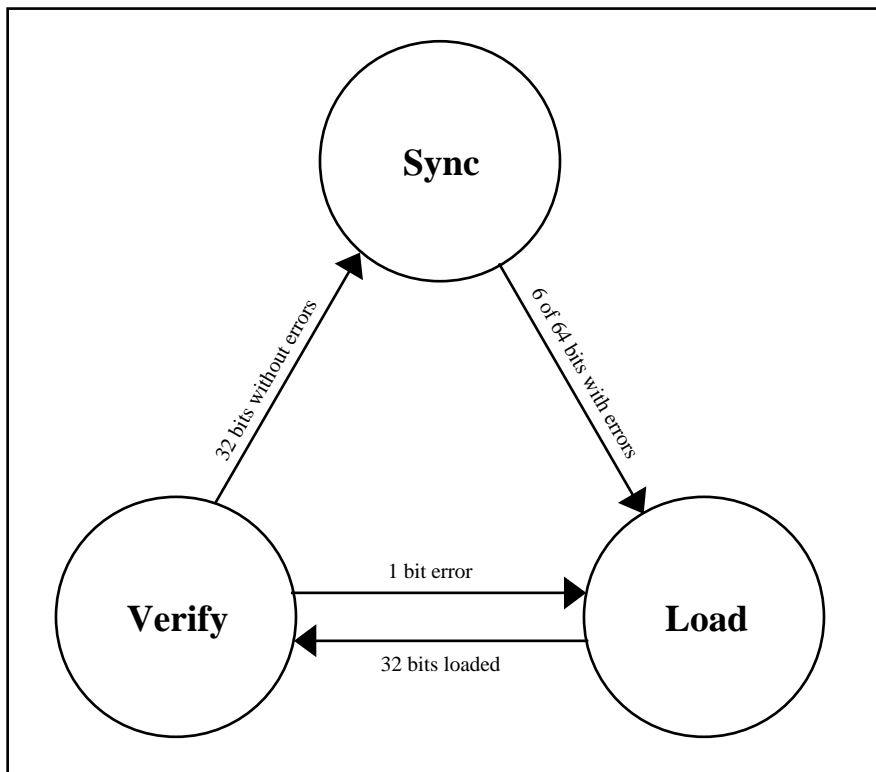 Sync
32 bits without errors
6 of 64 bits with errors
1 bit error
Verify
Load
32 bits loaded